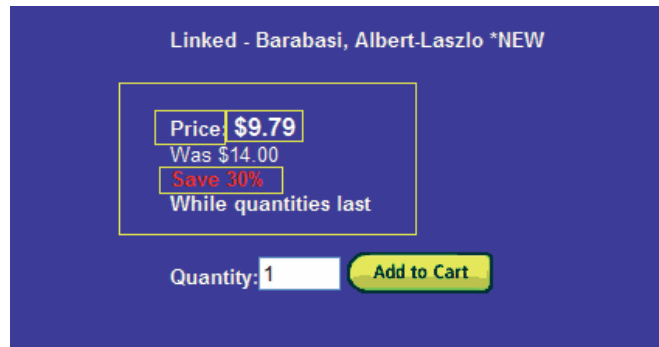 Linked - Barabasi, Albert-Laszlo *NEW
Price: $9.79
Was $14.00
Save 30%
While quantities last
Quantity: 1 Add to Cart